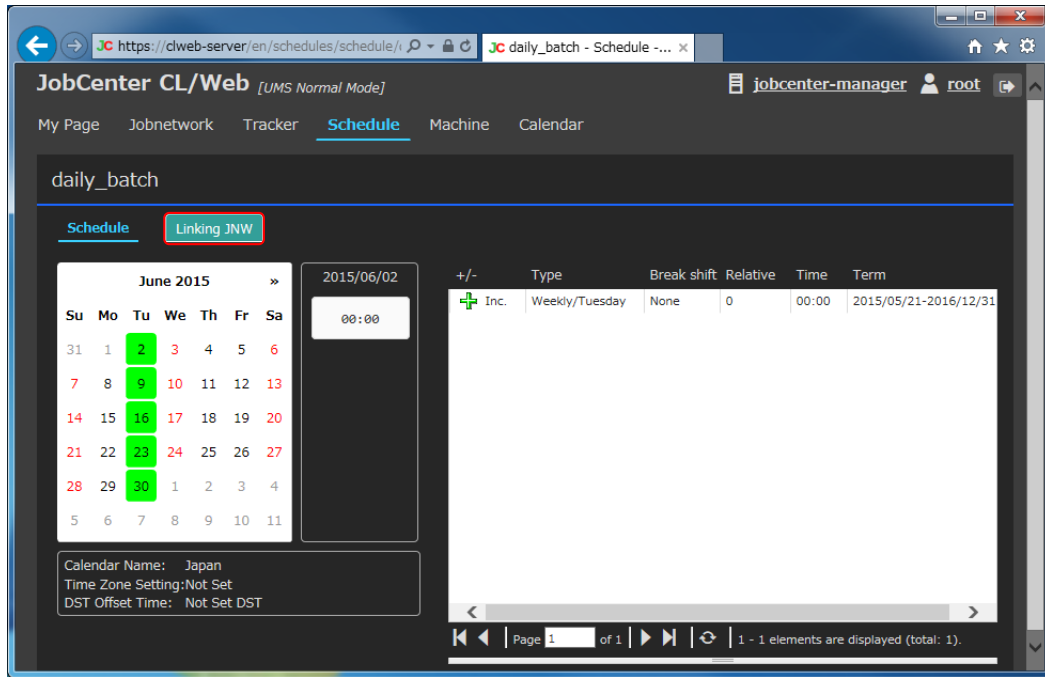 JC https://clweb-server/en/schedules/schedule/
JC daily_batch - Schedule -... ×
JobCenter CL/Web [UMS Normal Mode]
jobcenter-manager root
My Page Jobnetwork Tracker Schedule Machine Calendar
daily_batch
Schedule Linking JNW
June 2015 »
Su Mo Tu We Th Fr Sa
31 1 2 3 4 5 6
7 8 9 10 11 12 13
14 15 16 17 18 19 20
21 22 23 24 25 26 27
28 29 30 1 2 3 4
5 6 7 8 9 10 11
2015/06/02
00:00
+/- Type Break shift Relative Time Term
Inc. Weekly/Tuesday None 0 00:00 2015/05/21-2016/12/31
Calendar Name: Japan
Time Zone Setting:Not Set
DST Offset Time: Not Set DST
Page 1 of 1 1 - 1 elements are displayed (total: 1).